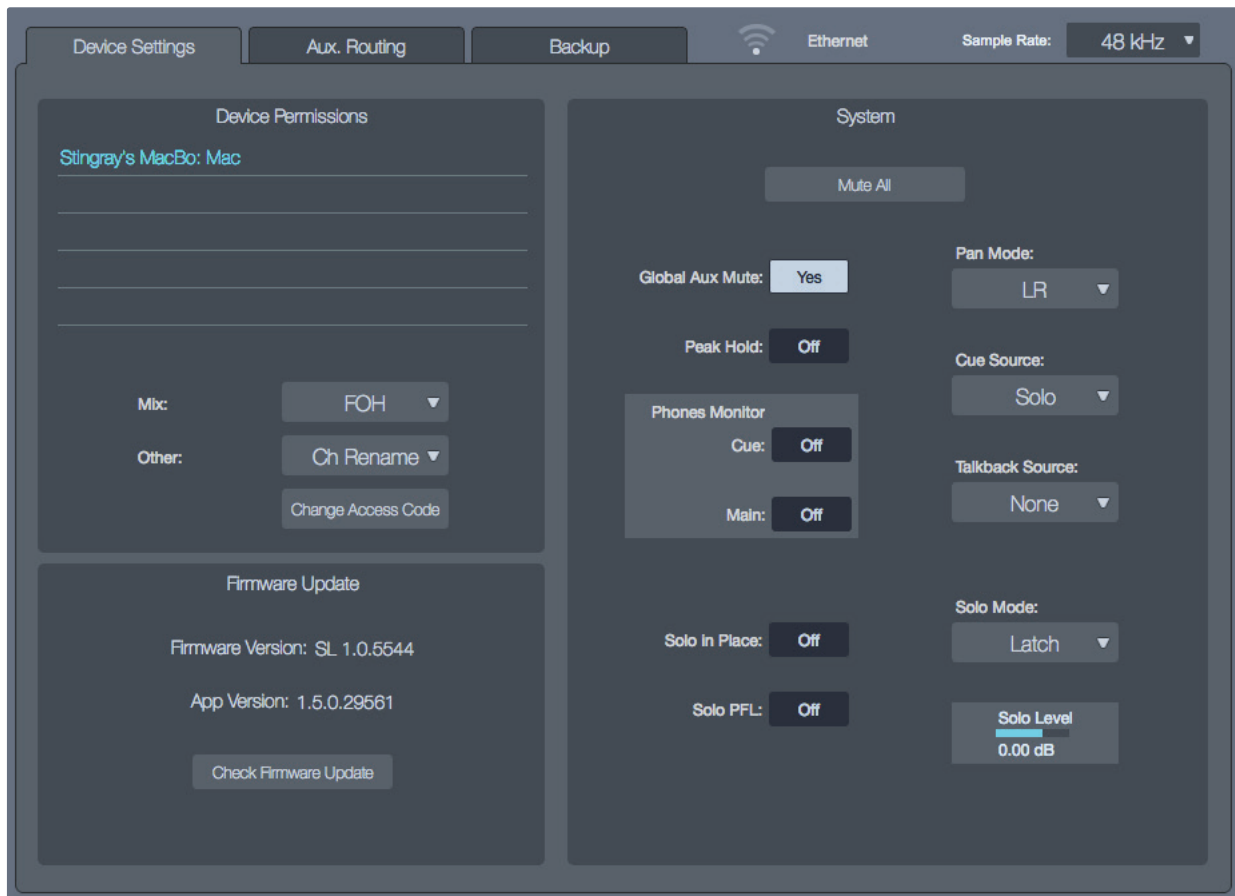 Device Settings
Aux. Routing
Backup
Ethernet
Sample Rate:
48 kHz
Device Permissions
Stingray's MacBo: Mac
Mix:
FOH
Other:
Ch Rename
Change Access Code
Firmware Update
Firmware Version: SL 1.0.5544
App Version: 1.5.0.29561
Check Firmware Update
System
Mute All
Global Aux Mute:
Yes
Peak Hold:
Off
Phones Monitor
Cue:
Off
Main:
Off
Solo in Place:
Off
Solo PFL:
Off
Pan Mode:
LR
Cue Source:
Solo
Talkback Source:
None
Solo Mode:
Latch
Solo Level
0.00 dB